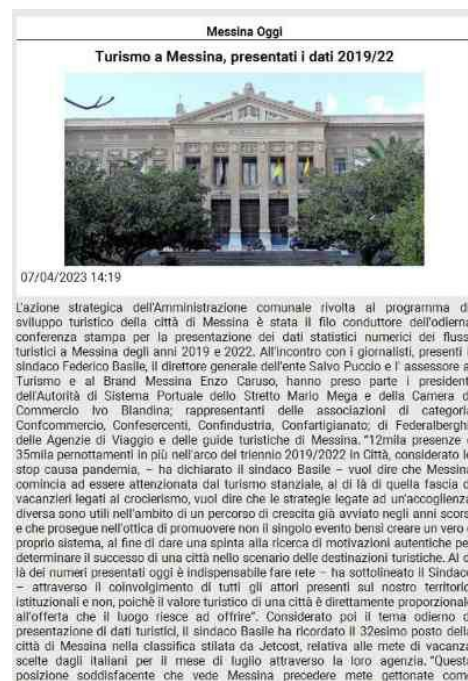 Messina Oggi
Turismo a Messina, presentati i dati 2019/22
07/04/2023 14:19
L'azione strategica dell'Amministrazione comunale rivolta al programma di
sviluppo turistico della città di Messina è stata il filo conduttore dell'odierna
conferenza stampa per la presentazione dei dati statistici numerici dei flussi
turistici a Messina degli anni 2019 e 2022. All'incontro con i giornalisti, presenti il
sindaco Federico Basile, il direttore generale dell'ente Salvo Puccio e l' assessore al
Turismo e al Brand Messina Enzo Caruso, hanno preso parte i presidenti
dell'Autorità di Sistema Portuale dello Stretto Mario Mega e della Camera di
Commercio Ivo Blandina; rappresentanti delle associazioni di categoria
Confcommercio, Confesercenti, Confindustria, Confartigianato; di Federalberghi,
delle Agenzie di Viaggio e delle guide turistiche di Messina. "12mila presenze e
35mila pernottamenti in più nell'arco del triennio 2019/2022 in Città, considerato lo
stop causa pandemia, – ha dichiarato il sindaco Basile – vuol dire che Messina
comincia ad essere attenzionata dal turismo stanziale, al di là di quella fascia di
vacanzieri legati al crocierismo, vuol dire che le strategie legate ad un'accoglienza
diversa sono utili nell'ambito di un percorso di crescita già avviato negli anni scorsi
e che prosegue nell'ottica di promuovere non il singolo evento bensì creare un vero e
proprio sistema, al fine di dare una spinta alla ricerca di motivazioni autentiche per
determinare il successo di una città nello scenario delle destinazioni turistiche. Al di
là dei numeri presentati oggi è indispensabile fare rete – ha sottolineato il Sindaco
– attraverso il coinvolgimento di tutti gli attori presenti sul nostro territorio,
istituzionali e non, poichè il valore turistico di una città è direttamente proporzionale
all'offerta che il luogo riesce ad offrire". Considerato poi il tema odierno di
presentazione di dati turistici, il sindaco Basile ha ricordato il 32esimo posto della
città di Messina nella classifica stilata da Jetcost, relativa alle mete di vacanza
scelte dagli italiani per il mese di luglio attraverso la loro agenzia. "Questa
posizione soddisfacente che vede Messina precedere mete gettonate come